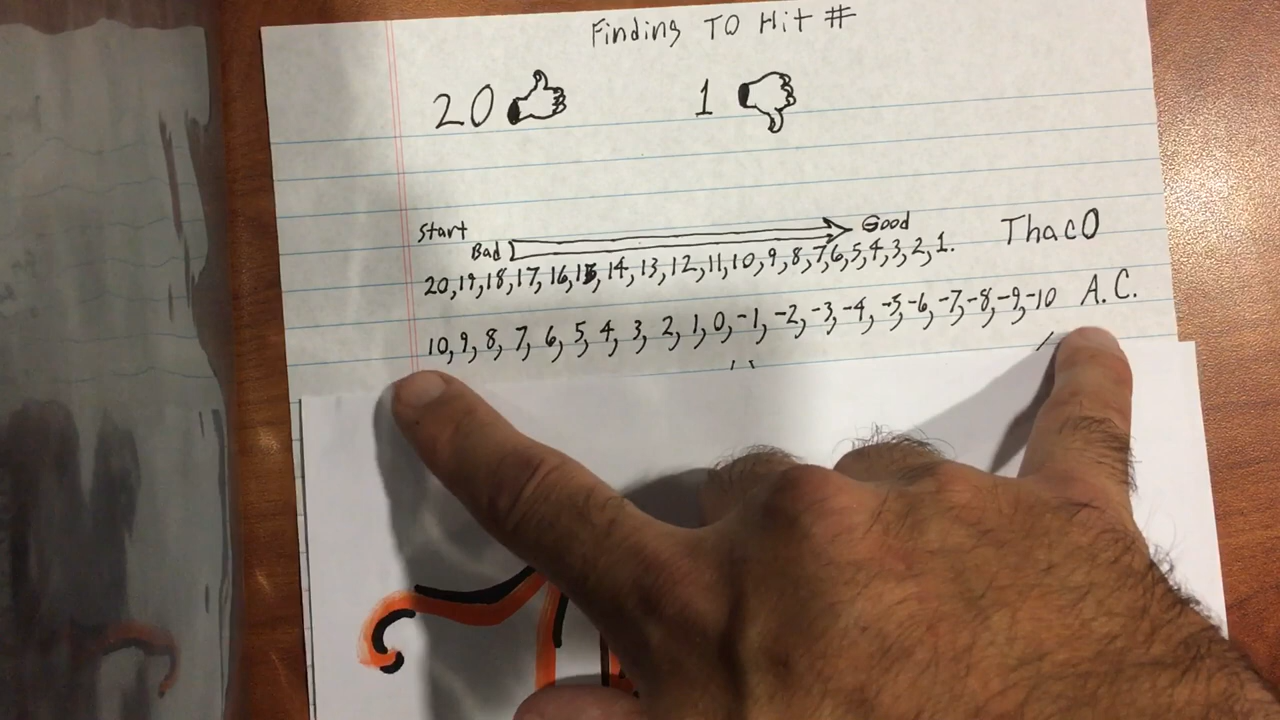 Finding TO Hit #
20 1
Start
Bad Good
20, 19, 18, 17, 16, 15, 14, 13, 12, 11, 10, 9, 8, 7, 6, 5, 4, 3, 2, 1. Thac0
10, 9, 8, 7, 6, 5, 4, 3, 2, 1, 0, -1, -2, -3, -4, -5, -6, -7, -8, -9, -10 A.C.